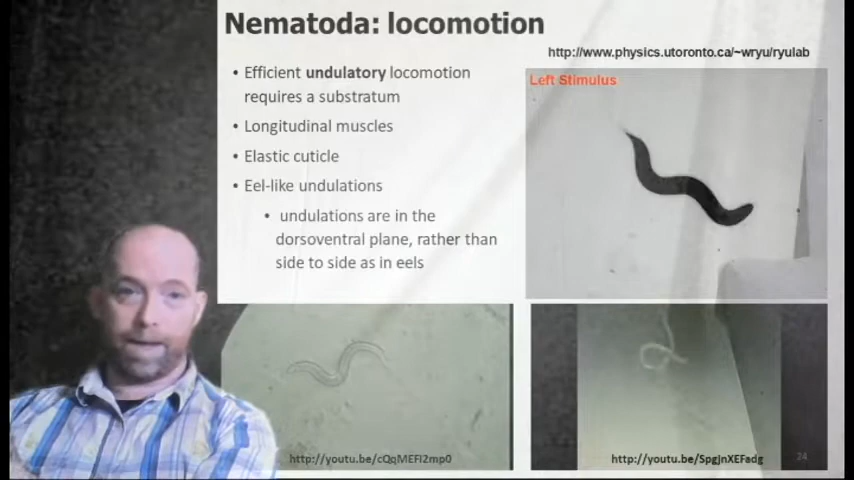 Nematoda: locomotion
http://www.physics.utoronto.ca/~wryu/ryulab
• Efficient undulatory locomotion
requires a substratum
• Longitudinal muscles
• Elastic cuticle
• Eel-like undulations
• undulations are in the
dorsoventral plane, rather than
side to side as in eels
Left Stimulus
http://youtu.be/cQqMEFI2mp0
http://youtu.be/SpgJnXEFadg
24